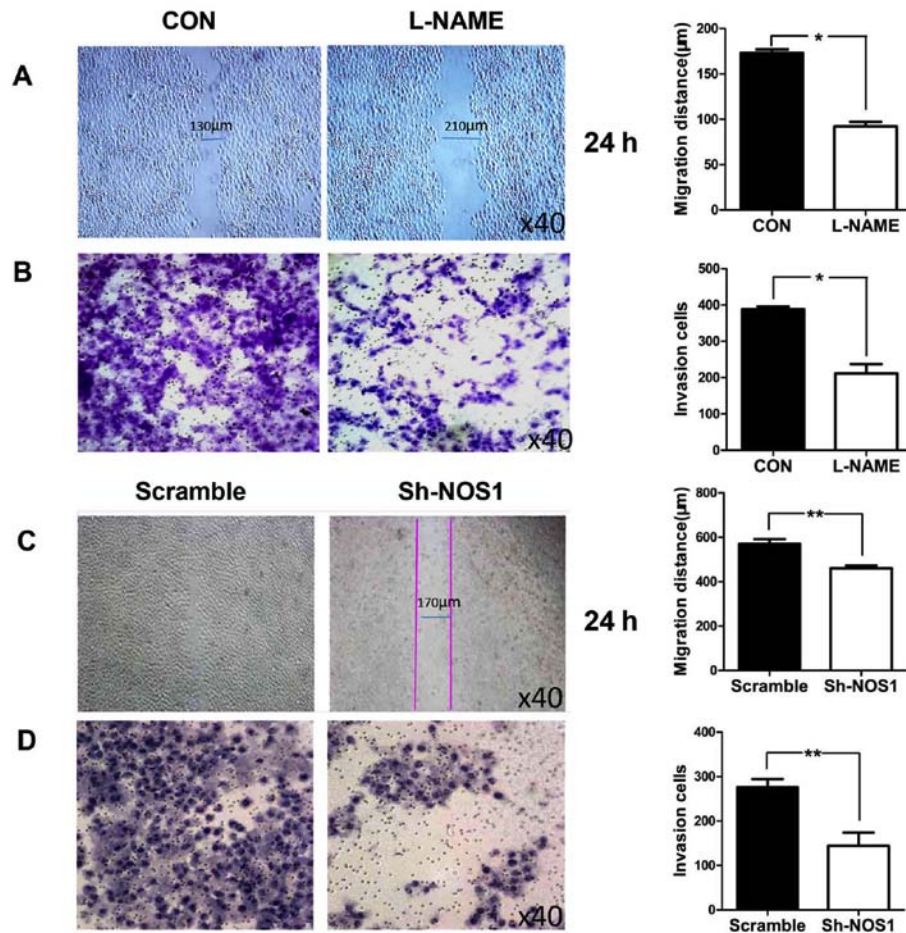 CON L-NAME
A
130μm
210μm
x40
24 h
Migration distance(μm)
200
150
100
50
0
*
CON L-NAME
B
x40
Invasion cells
500
400
300
200
100
0
*
CON L-NAME
Scramble Sh-NOS1
C
170μm
x40
24 h
Migration distance(μm)
800
600
400
200
0
**
Scramble Sh-NOS1
D
x40
Invasion cells
400
300
200
100
0
**
Scramble Sh-NOS1